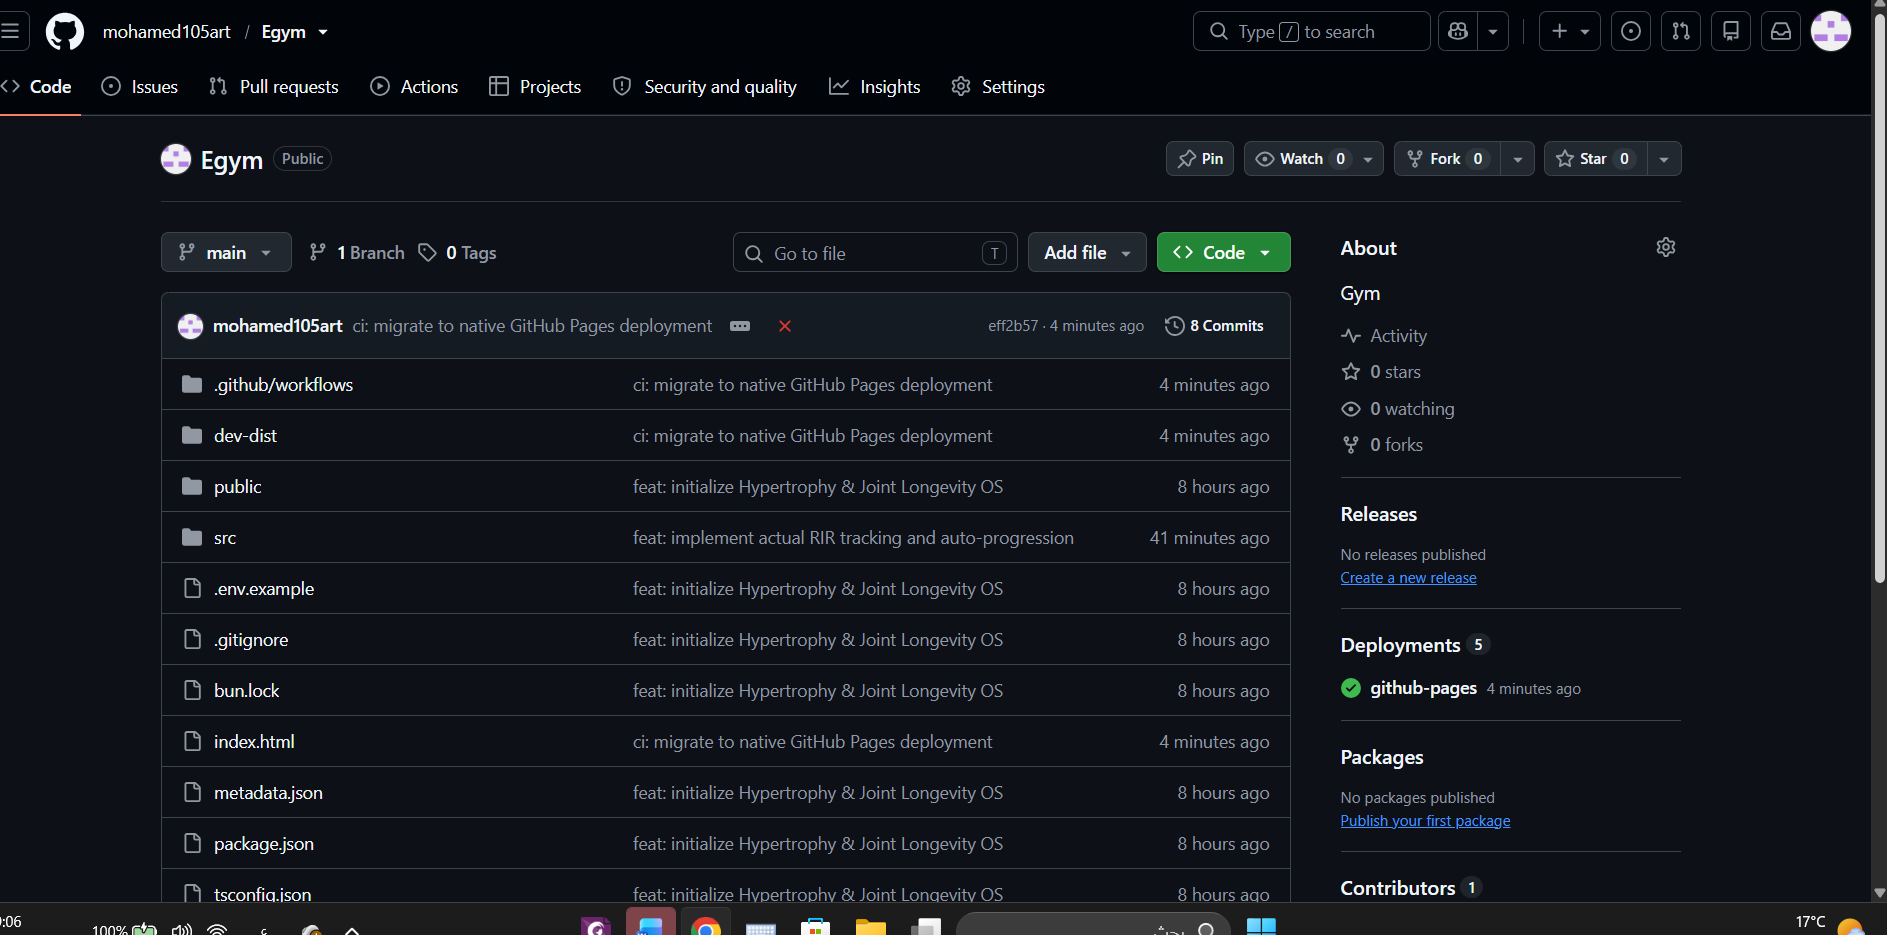 mohamed105art / Egym
Type / to search
Code Issues Pull requests Actions Projects Security and quality Insights Settings
Egym Public
Pin Watch 0 Fork 0 Star 0
main 1 Branch 0 Tags Go to file T Add file Code
mohamed105art ci: migrate to native GitHub Pages deployment eff2b57 · 4 minutes ago 8 Commits
.github/workflows ci: migrate to native GitHub Pages deployment 4 minutes ago
dev-dist ci: migrate to native GitHub Pages deployment 4 minutes ago
public feat: initialize Hypertrophy & Joint Longevity OS 8 hours ago
src feat: implement actual RIR tracking and auto-progression 41 minutes ago
.env.example feat: initialize Hypertrophy & Joint Longevity OS 8 hours ago
.gitignore feat: initialize Hypertrophy & Joint Longevity OS 8 hours ago
bun.lock feat: initialize Hypertrophy & Joint Longevity OS 8 hours ago
index.html ci: migrate to native GitHub Pages deployment 4 minutes ago
metadata.json feat: initialize Hypertrophy & Joint Longevity OS 8 hours ago
package.json feat: initialize Hypertrophy & Joint Longevity OS 8 hours ago
tsconfig.json feat: initialize Hypertrophy & Joint Longevity OS 8 hours ago
About
Gym
Activity
0 stars
0 watching
0 forks
Releases
No releases published
Create a new release
Deployments 5
github-pages 4 minutes ago
Packages
No packages published
Publish your first package
Contributors 1
:06 100% 17°C